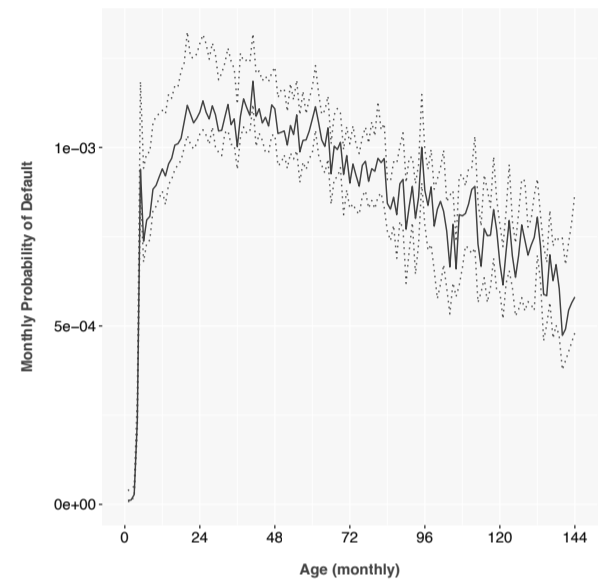 Monthly Probability of Default
1e−03
5e−04
0e+00
0 24 48 72 96 120 144
Age (monthly)